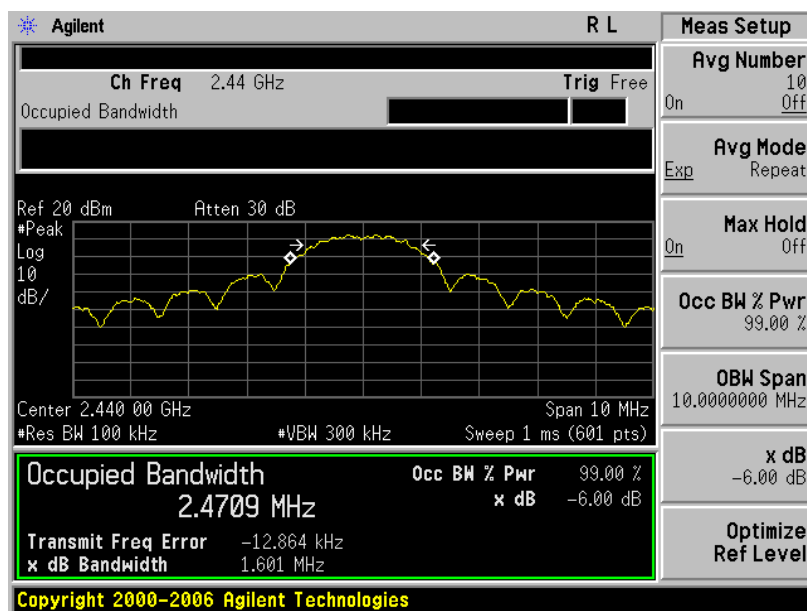 Agilent R L
Ch Freq 2.44 GHz Trig Free
Occupied Bandwidth
Ref 20 dBm Atten 30 dB
#Peak
Log
10
dB/
Center 2.440 00 GHz Span 10 MHz
#Res BW 100 kHz #VBW 300 kHz Sweep 1 ms (601 pts)
Occupied Bandwidth
2.4709 MHz
Occ BW % Pwr 99.00 %
x dB -6.00 dB
Transmit Freq Error -12.864 kHz
x dB Bandwidth 1.601 MHz
Meas Setup
Avg Number
10
On Off
Avg Mode
Exp Repeat
Max Hold
On Off
Occ BW % Pwr
99.00 %
OBW Span
10.0000000 MHz
x dB
-6.00 dB
Optimize
Ref Level
Copyright 2000-2006 Agilent Technologies